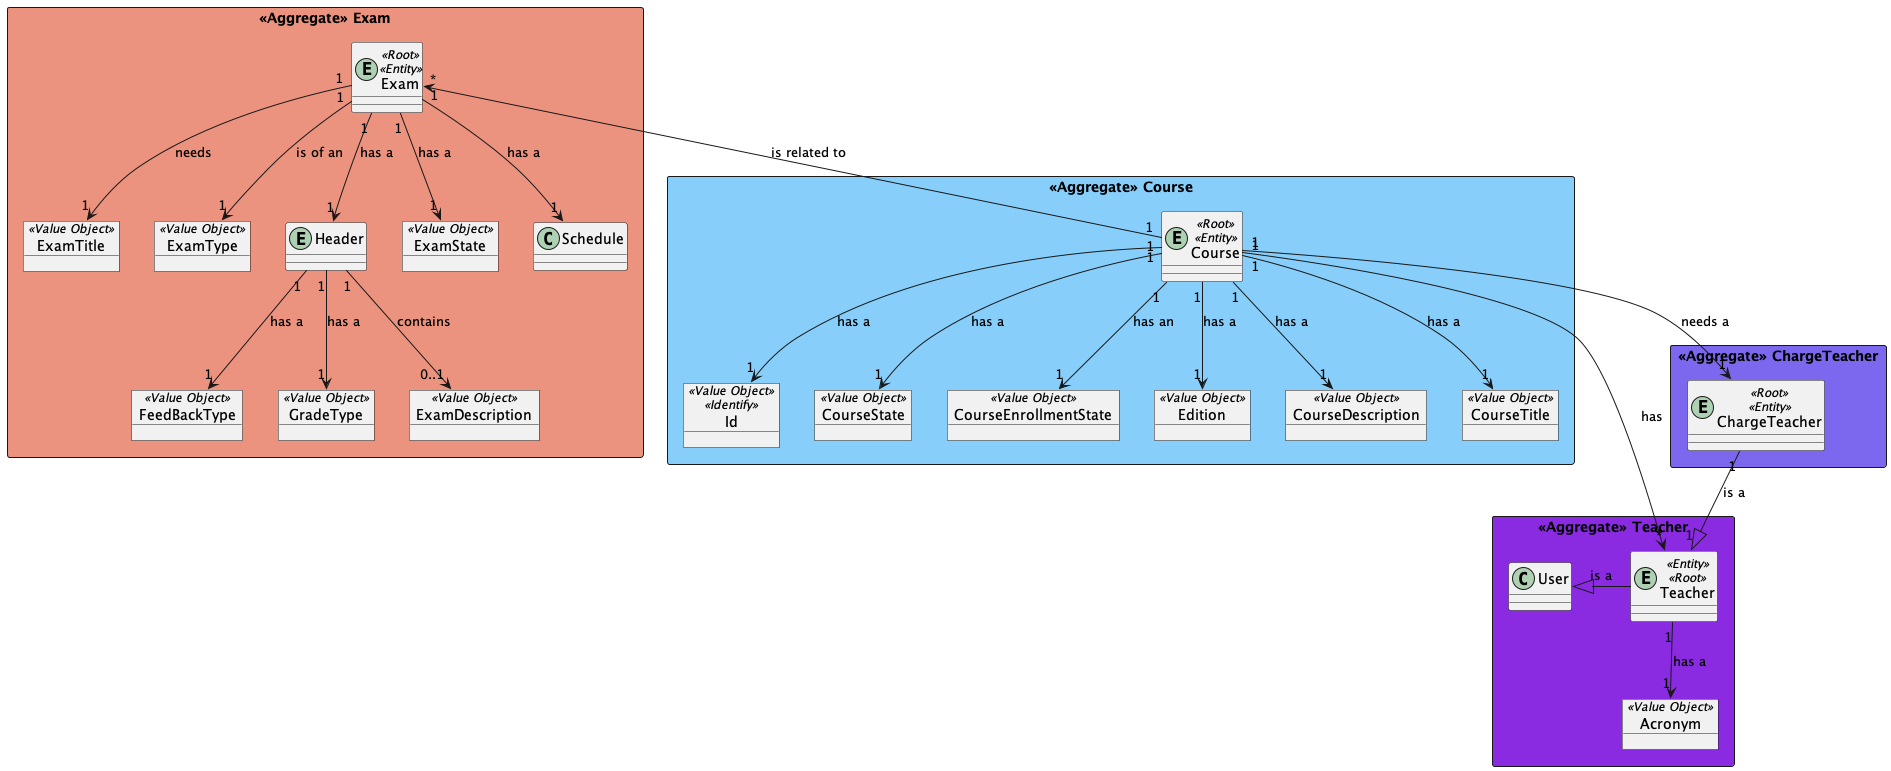 «Aggregate» Exam
«Root»
«Entity»
E
Exam
1
1
*
1
1
1
needs
is of an
has a
has a
has a
is related to
1
1
1
1
1
«Value Object»
ExamTitle
«Value Object»
ExamType
E
Header
«Value Object»
ExamState
C
Schedule
1
1
1
has a
has a
contains
1
1
0..1
«Value Object»
FeedBackType
«Value Object»
GradeType
«Value Object»
ExamDescription
«Aggregate» Course
«Root»
«Entity»
E
Course
1
1
1
1
1
1
1
1
1
has a
has a
has an
has a
has a
has a
needs a
has
1
1
1
1
1
1
«Value Object»
«Identify»
Id
«Value Object»
CourseState
«Value Object»
CourseEnrollmentState
«Value Object»
Edition
«Value Object»
CourseDescription
«Value Object»
CourseTitle
«Aggregate» ChargeTeacher
1
«Root»
«Entity»
E
ChargeTeacher
1
is a
«Aggregate» Teacher
1
C
User
is a
«Entity»
«Root»
E
Teacher
1
has a
1
«Value Object»
Acronym